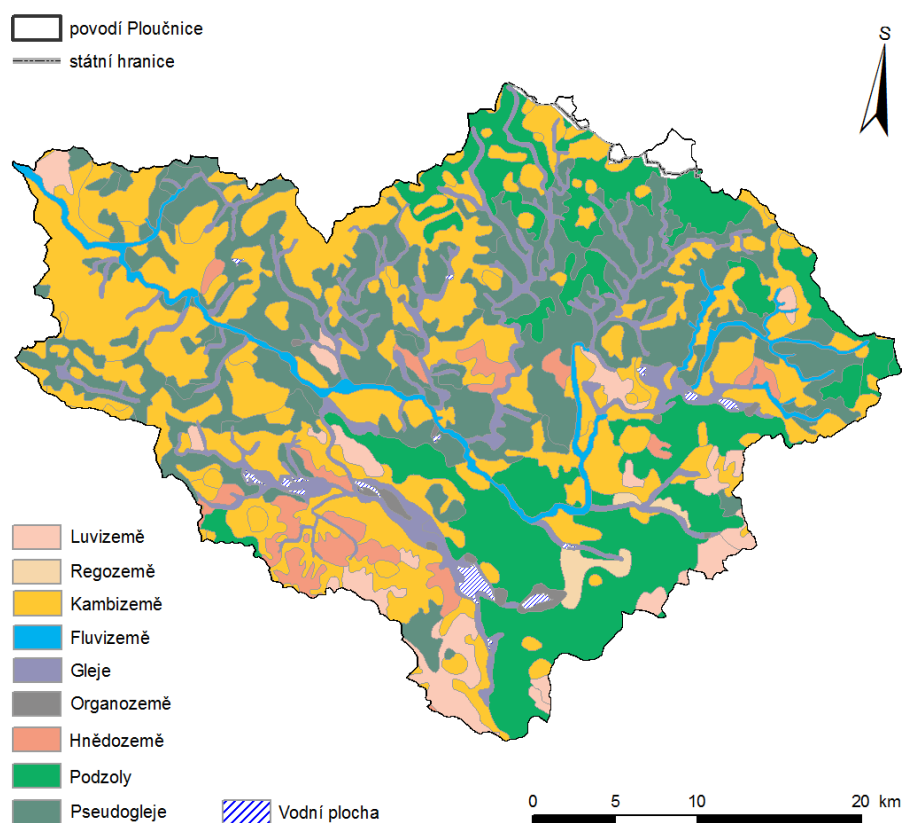 povodí Ploučnice
státní hranice
S
Luvizemě
Regozemě
Kambizemě
Fluvizemě
Gleje
Organozemě
Hnědozemě
Podzoly
Pseudogleje
Vodní plocha
0 5 10 20 km